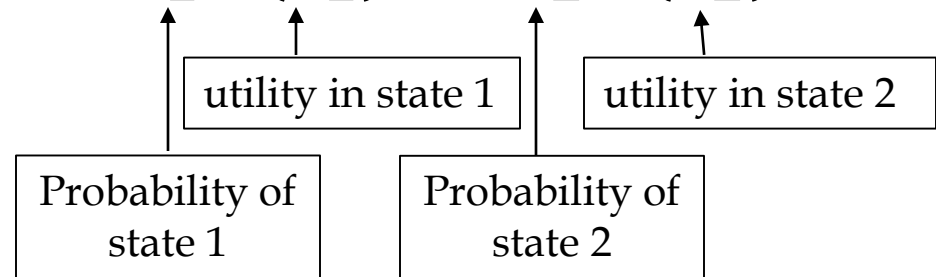 utility in state 1
utility in state 2
Probability of
state 1
Probability of
state 2